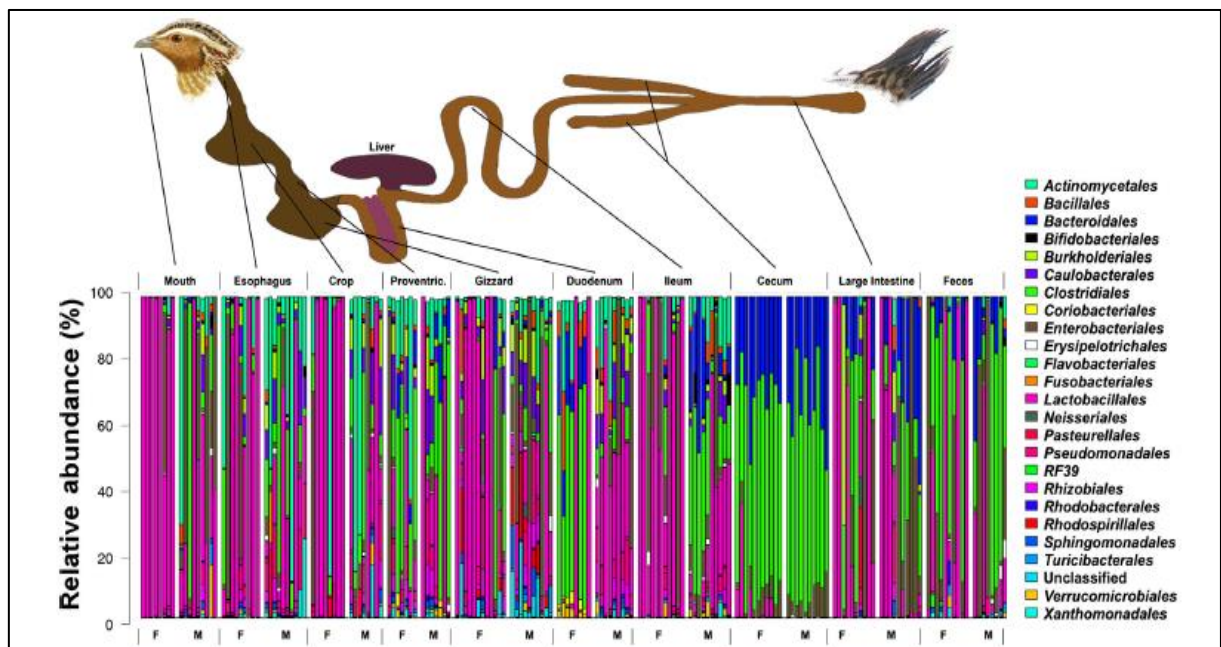 Liver
Mouth Esophagus Crop Proventric. Gizzard Duodenum Ileum Cecum Large Intestine Feces
Relative abundance (%)
100
80
60
40
20
0
F M F M F M F M F M F M F M F M F M F M
Actinomycetales
Bacillales
Bacteroidales
Bifidobacteriales
Burkholderiales
Caulobacterales
Clostridiales
Coriobacteriales
Enterobacteriales
Erysipelotrichales
Flavobacteriales
Fusobacteriales
Lactobacillales
Neisseriales
Pasteurellales
Pseudomonadales
RF39
Rhizobiales
Rhodobacterales
Rhodospirillales
Sphingomonadales
Turicibacterales
Unclassified
Verrucomicrobiales
Xanthomonadales